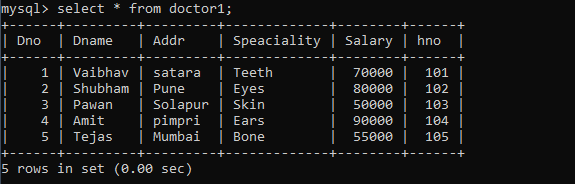 mysql> select * from doctor1;
+------+---------+---------+-------------+--------+------+
| Dno  | Dname   | Addr    | Speaciality | Salary | hno  |
+------+---------+---------+-------------+--------+------+
|    1 | Vaibhav | satara  | Teeth       |  70000 | 101  |
|    2 | Shubham | Pune    | Eyes        |  80000 | 102  |
|    3 | Pawan   | Solapur | Skin        |  50000 | 103  |
|    4 | Amit    | pimpri  | Ears        |  90000 | 104  |
|    5 | Tejas   | Mumbai  | Bone        |  55000 | 105  |
+------+---------+---------+-------------+--------+------+
5 rows in set (0.00 sec)